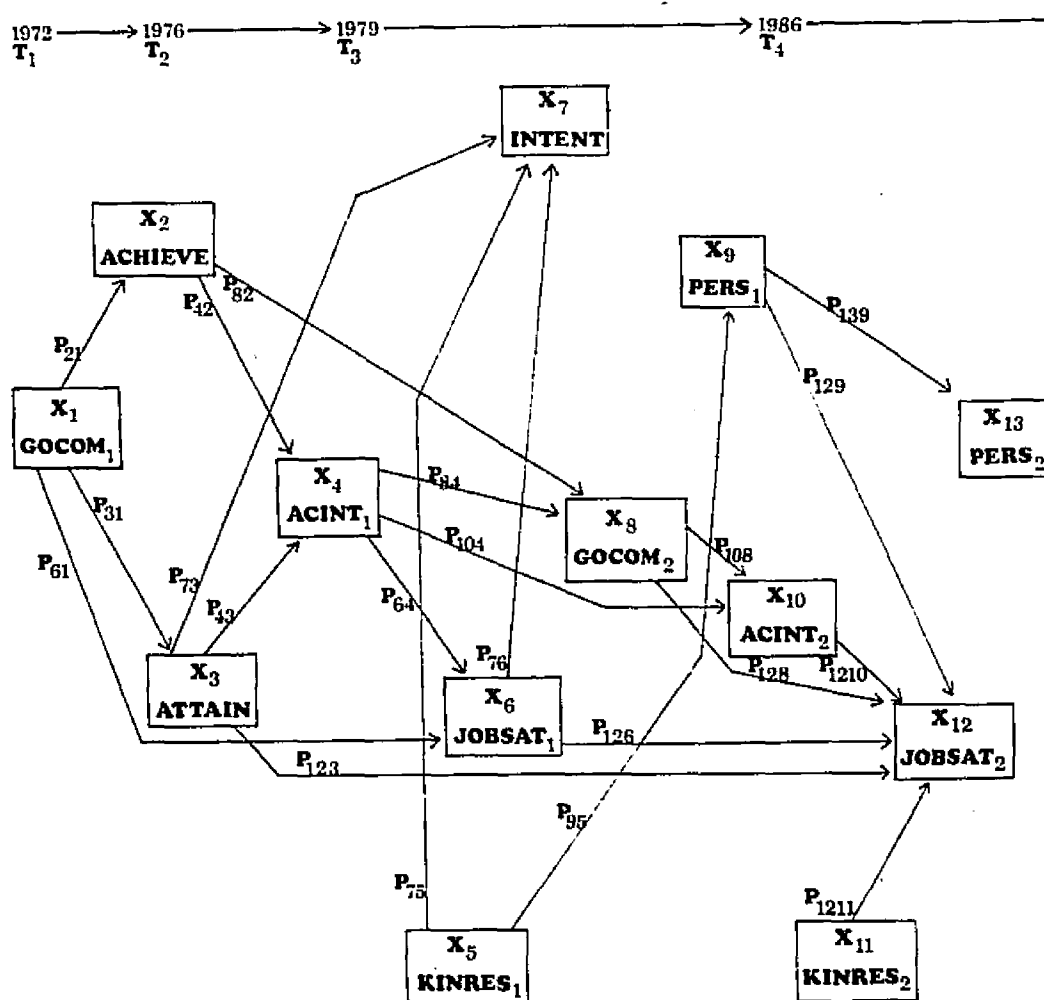 1972 1976 1979 1986
T1 T2 T3 T4
X7
INTENT
X2
ACHIEVE
X9
PERS1
P82
P42
P139
P21
P129
X1
GOCOM1
X13
PERS2
X4
ACINT1
P84
X8
GOCOM2
P31
P104
P108
P61
P73
P43
P64
X10
ACINT2
P76
P128
P1210
X3
ATTAIN
X6
JOBSAT1
X12
JOBSAT2
P126
P123
P95
P75
P1211
X5
KINRES1
X11
KINRES2